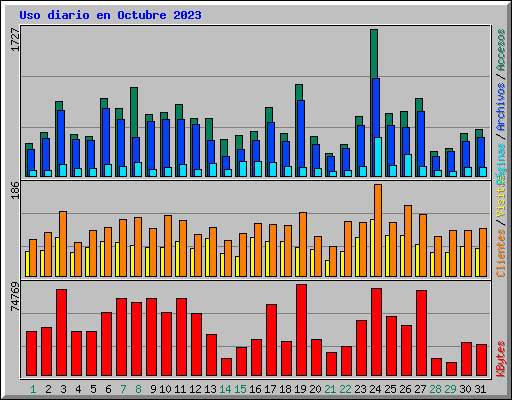 Uso diario en Octubre 2023
1727
186
74769
Accesos / Archivos / Páginas / Visitas / Clientes
KBytes
1 2 3 4 5 6 7 8 9 10 11 12 13 14 15 16 17 18 19 20 21 22 23 24 25 26 27 28 29 30 31